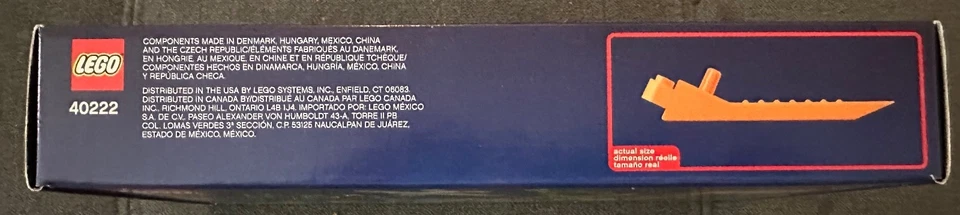 LEGO
40222
COMPONENTS MADE IN DENMARK, HUNGARY, MEXICO, CHINA
AND THE CZECH REPUBLIC/ÉLÉMENTS FABRIQUÉS AU DANEMARK,
EN HONGRIE, AU MEXIQUE, EN CHINE ET EN RÉPUBLIQUE TCHÈQUE/
COMPONENTES HECHOS EN DINAMARCA, HUNGRÍA, MÉXICO, CHINA
Y REPÚBLICA CHECA.
DISTRIBUTED IN THE USA BY LEGO SYSTEMS, INC., ENFIELD, CT 06083.
DISTRIBUTED IN CANADA BY/DISTRIBUÉ AU CANADA PAR LEGO CANADA
INC., RICHMOND HILL, ONTARIO L4B 1J4. IMPORTADO POR: LEGO MÉXICO
S.A. DE C.V., PASEO ALEXANDER VON HUMBOLDT 43-A, TORRE II PB
COL. LOMAS VERDES 3ª SECCIÓN, C.P. 53125 NAUCALPAN DE JUÁREZ,
ESTADO DE MÉXICO, MÉXICO.
actual size
dimension réelle
tamaño real